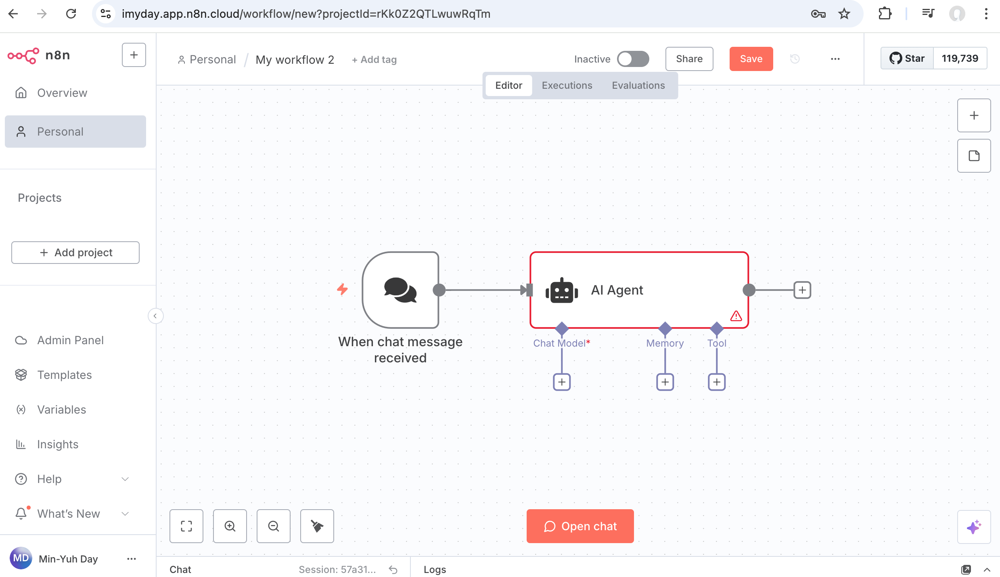 imyday.app.n8n.cloud/workflow/new?projectId=rKk0Z2QTLwuwRqTm
n8n
Personal / My workflow 2 + Add tag
Inactive
Share
Save
Star 119,739
Editor Executions Evaluations
Overview
Personal
Projects
+ Add project
Admin Panel
Templates
Variables
Insights
Help
What's New
MD Min-Yuh Day
When chat message
received
AI Agent
Chat Model*
Memory
Tool
Open chat
Chat
Session: 57a31...
Logs